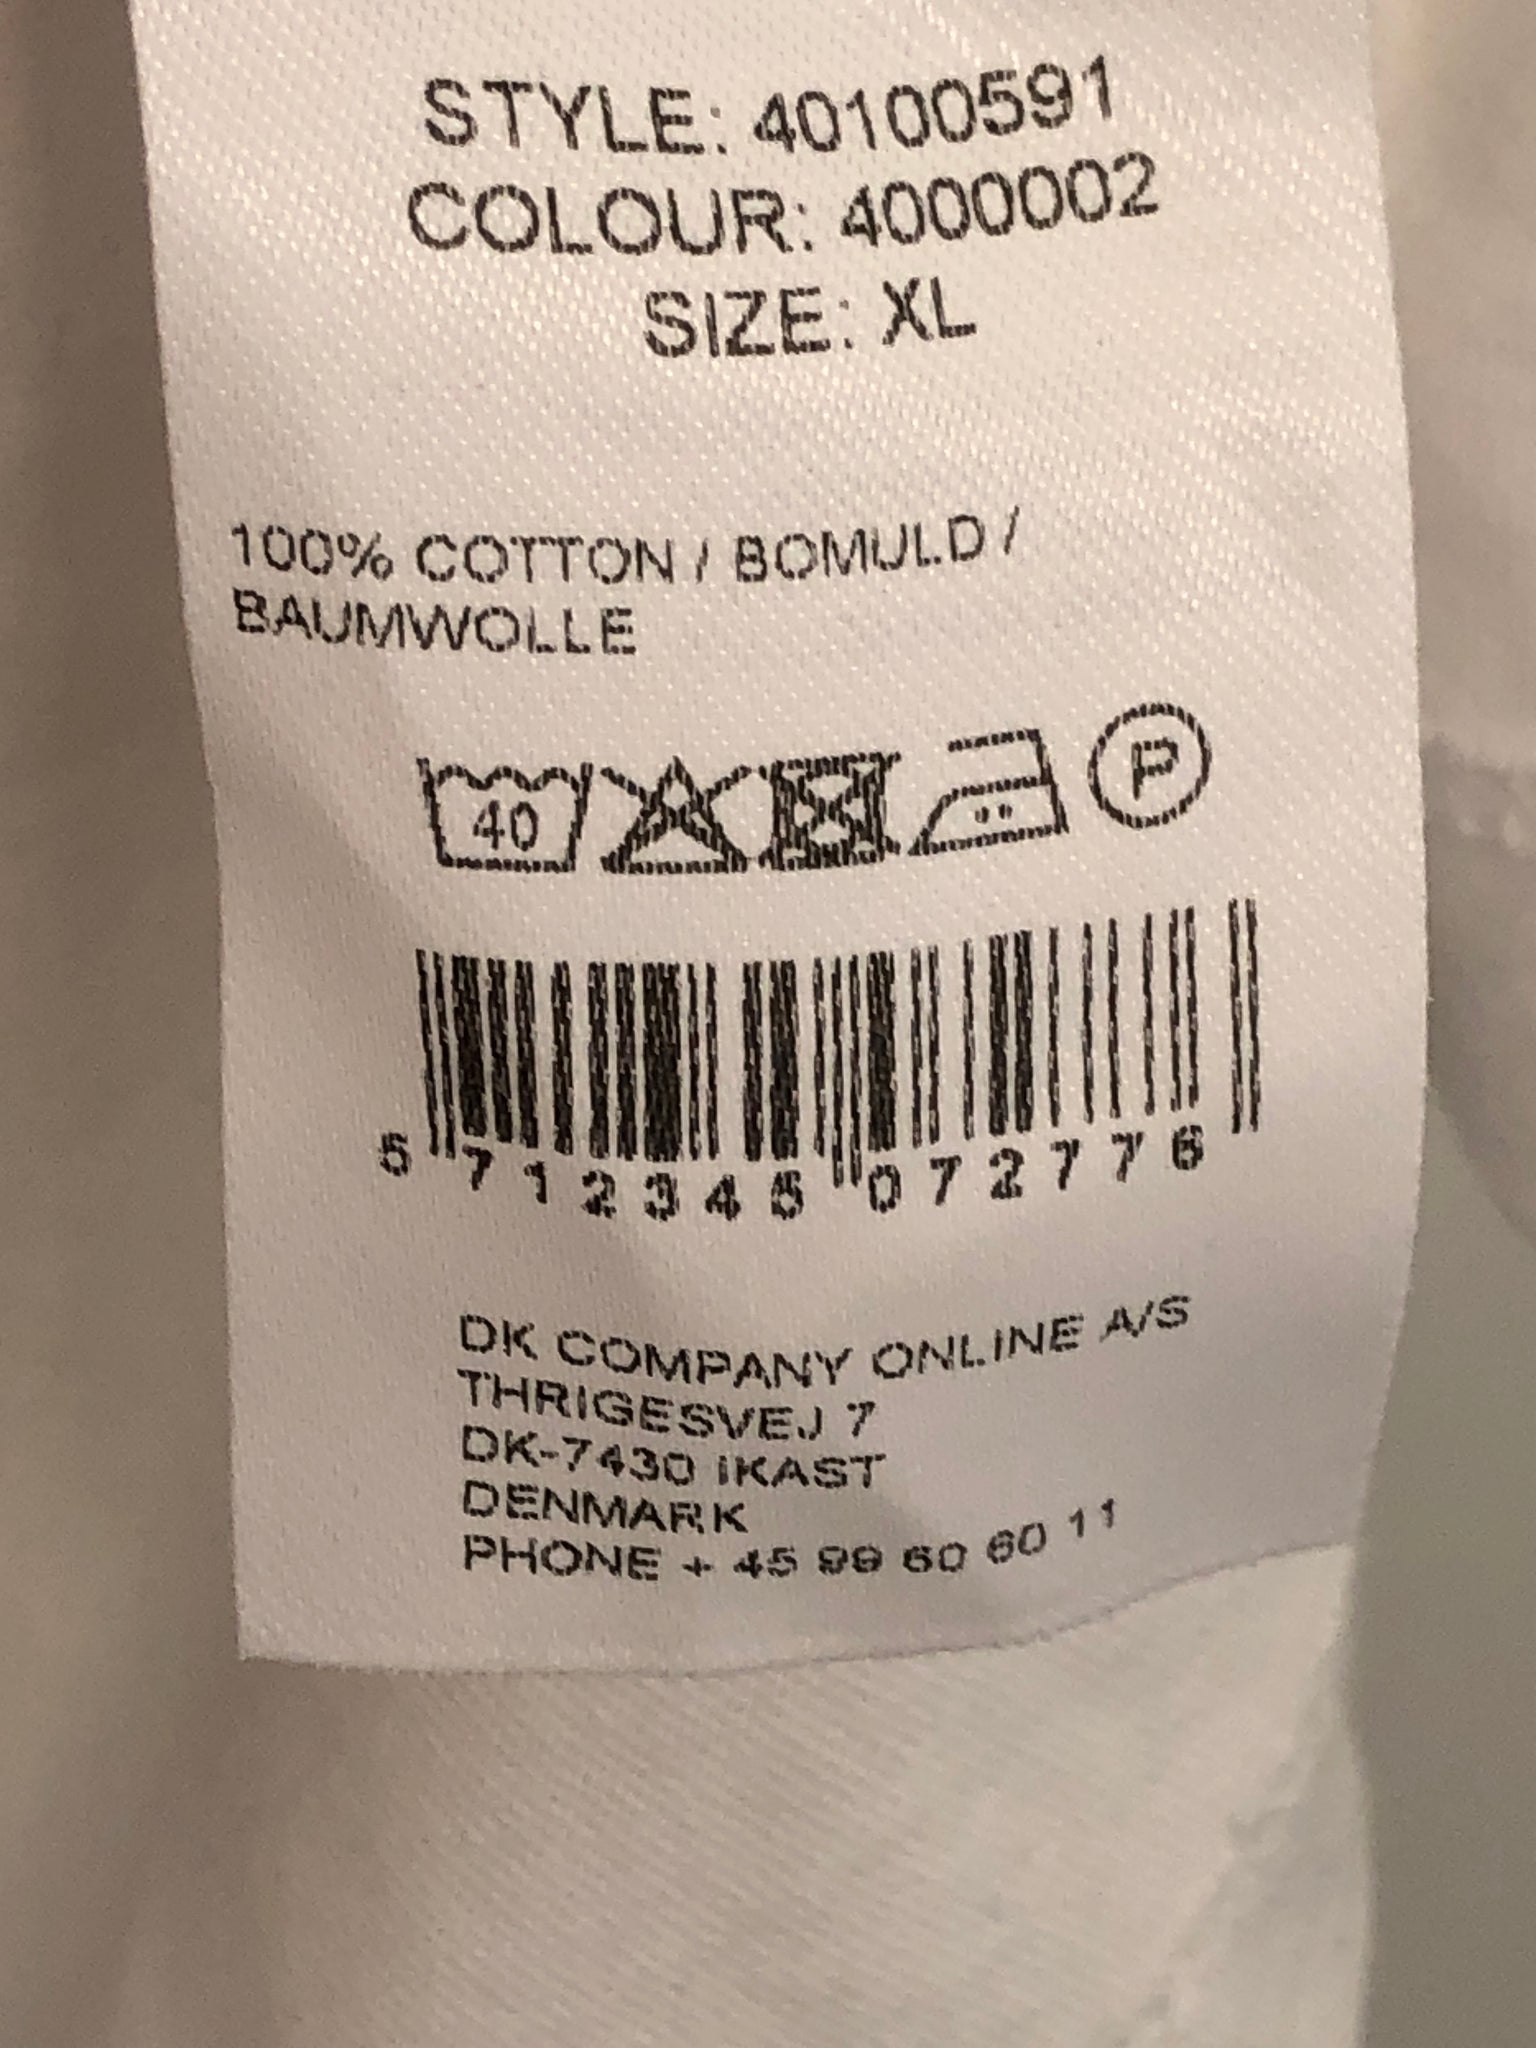 STYLE: 40100591
COLOUR: 4000002
SIZE: XL
100% COTTON / BOMULD /
BAUMWOLLE
40
P
5 712345 072776
DK COMPANY ONLINE A/S
THRIGESVEJ 7
DK-7430 IKAST
DENMARK
PHONE + 45 99 60 60 11